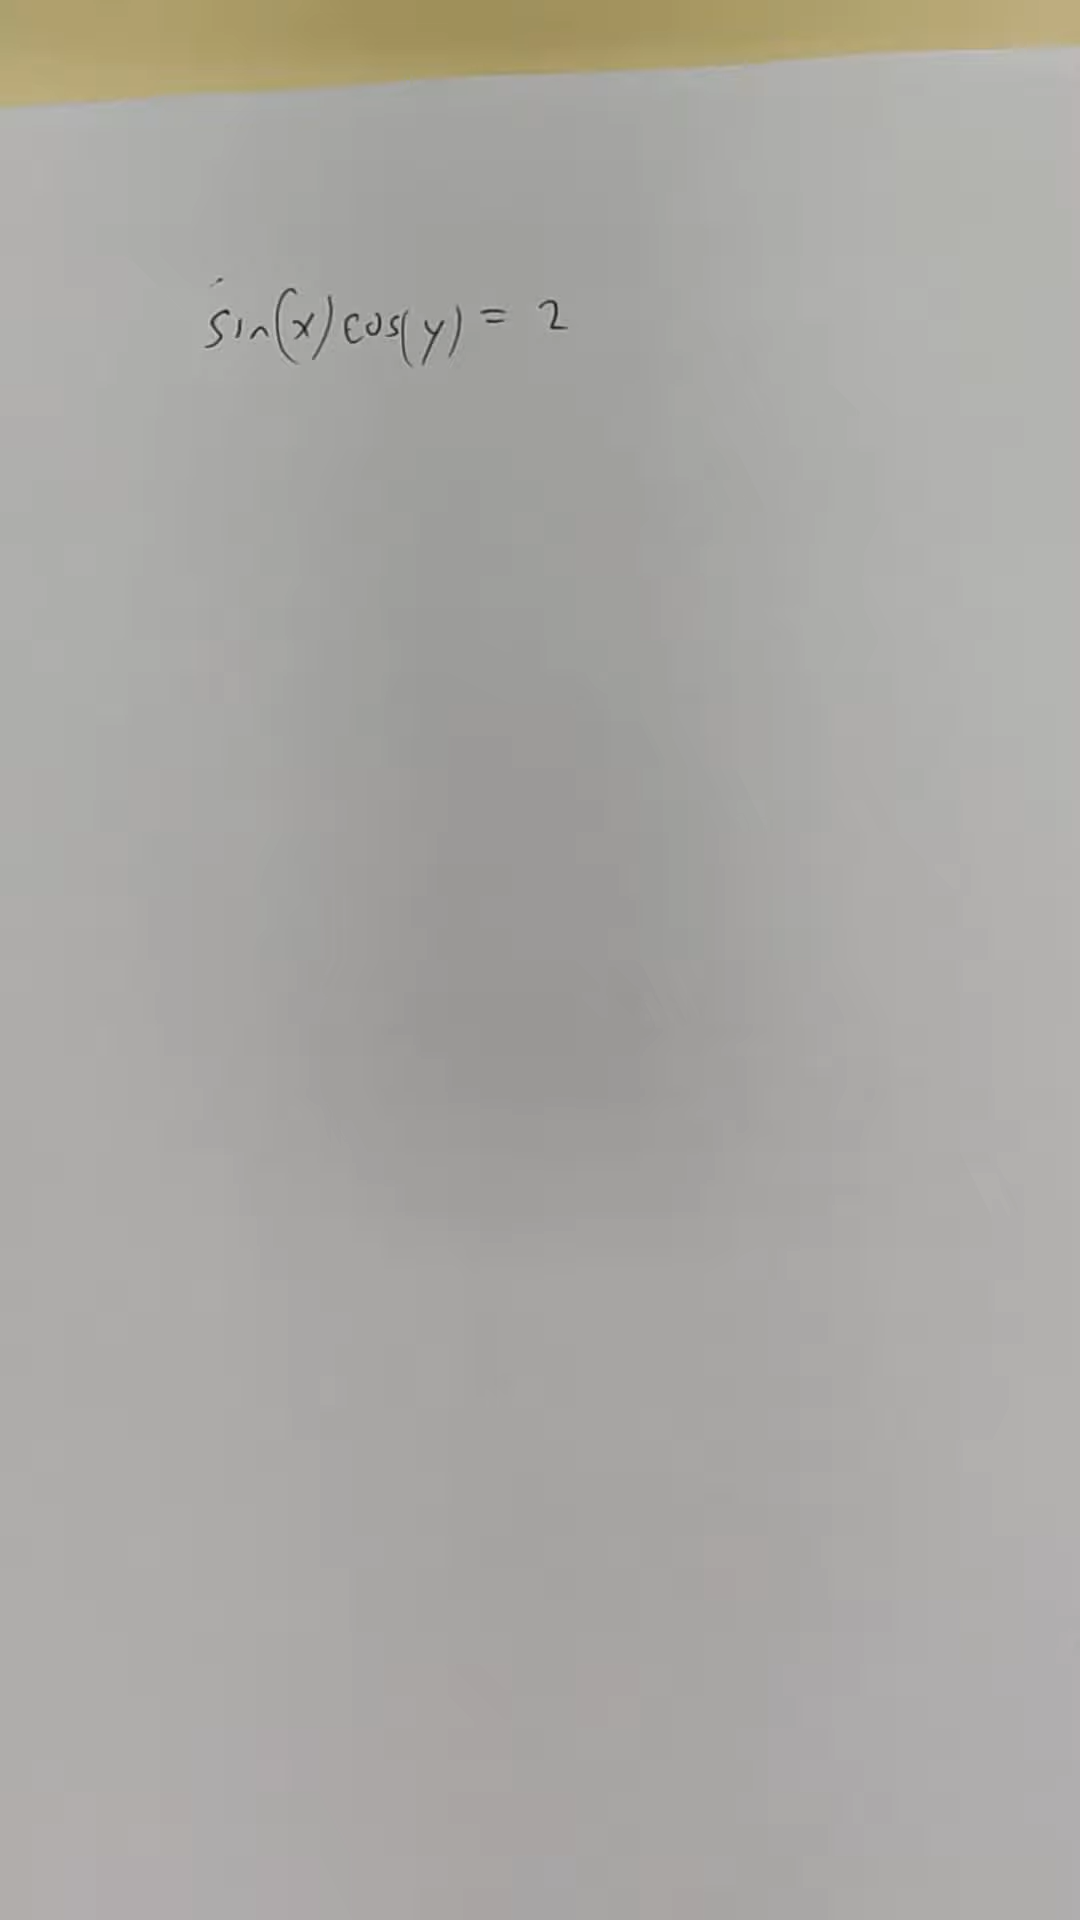 sin(x)cos(y) = 2